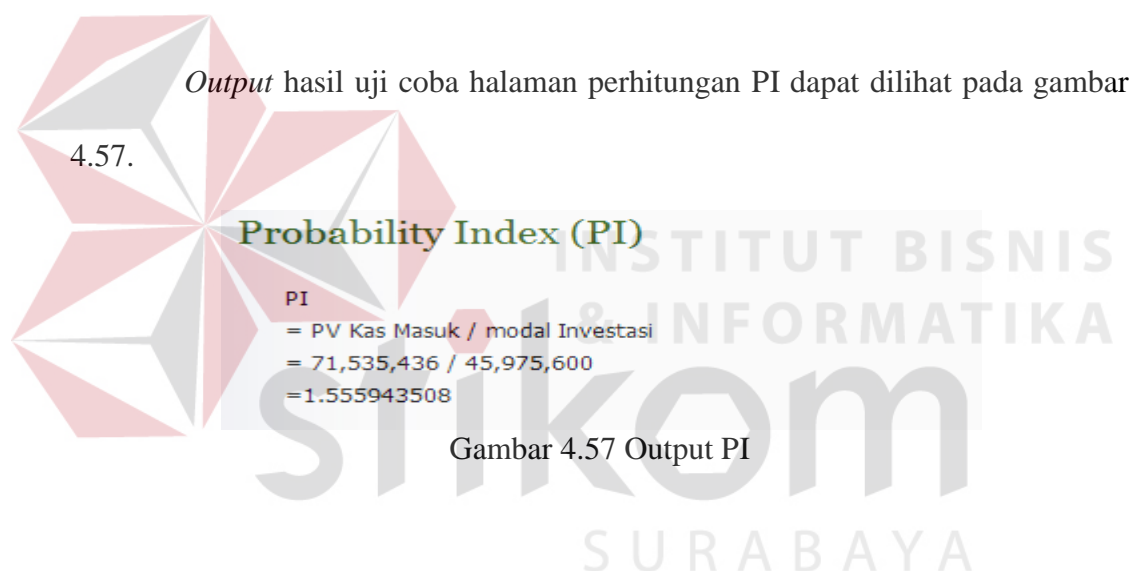 Output hasil uji coba halaman perhitungan PI dapat dilihat pada gambar
4.57.
Probability Index (PI)
PI
= PV Kas Masuk / modal Investasi
= 71,535,436 / 45,975,600
=1.555943508
Gambar 4.57 Output PI
INSTITUT BISNIS
& INFORMATIKA
stikom
SURABAYA